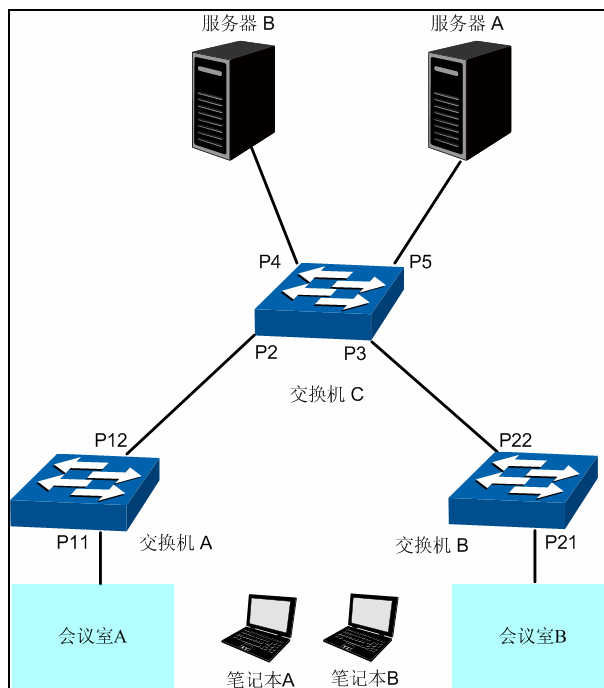 服务器 B
服务器 A
P4
P5
P2
P3
交换机 C
P12
P22
P11
交换机 A
交换机 B
P21
会议室A
会议室B
笔记本A
笔记本B